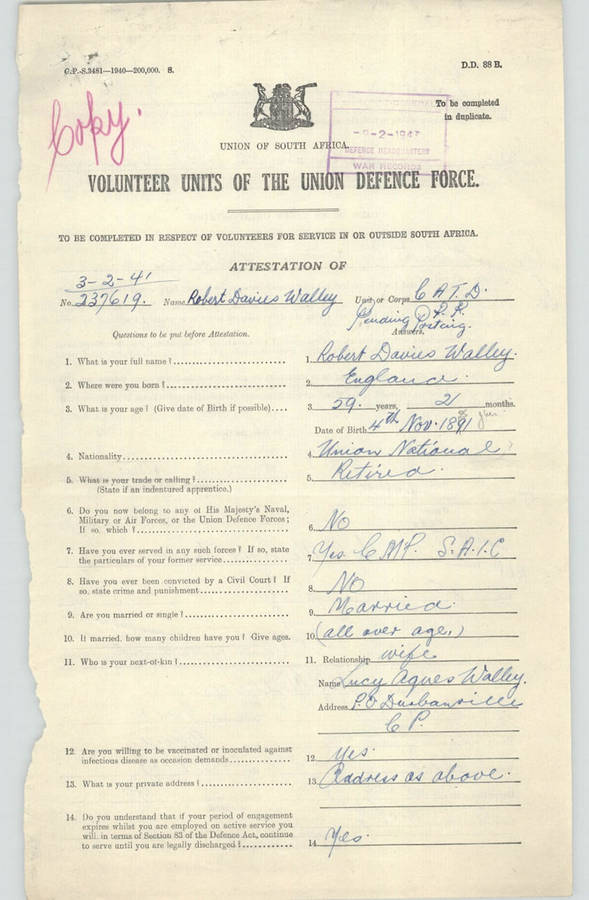 C.P.-S.3481—1940—200,000. S.
D.D. 88 B.
Copy.
To be completed
in duplicate.
-2-1947
DEFENCE HEADQUARTERS
WAR RECORDS
UNION OF SOUTH AFRICA.
VOLUNTEER UNITS OF THE UNION DEFENCE FORCE.
TO BE COMPLETED IN RESPECT OF VOLUNTEERS FOR SERVICE IN OR OUTSIDE SOUTH AFRICA.
ATTESTATION OF
3-2-41
No. 237619. Name Robert Davies Walley Unit or Corps C.A.T.D.
Pending Posting.
Questions to be put before Attestation.
Answers.
1. What is your full name? 1. Robert Davies Walley.
2. Where were you born? 2. England.
3. What is your age? (Give date of Birth if possible) 3 59. years, 2 months.
Date of Birth 4th Nov. 1891
4. Nationality 4. Union National
5. What is your trade or calling? 5. Retired.
(State if an indentured apprentice.)
6. Do you now belong to any of His Majesty's Naval,
Military or Air Forces, or the Union Defence Forces;
If so, which? 6. No
7. Have you ever served in any such forces? If so, state
the particulars of your former service 7. Yes. C.M.P. S.A.I.C
8. Have you ever been convicted by a Civil Court? If
so, state crime and punishment 8. No
9. Are you married or single? 9. Married.
10. If married, how many children have you? Give ages. 10. (all over age.)
11. Who is your next-of-kin? 11. Relationship wife
Name Lucy Agnes Walley.
Address P.O Durbanville
C.P.
12. Are you willing to be vaccinated or inoculated against
infectious disease as occasion demands 12 Yes.
13. What is your private address? 13. Address as above.
14. Do you understand that if your period of engagement
expires whilst you are employed on active service you
will in terms of Section 83 of the Defence Act, continue
to serve until you are legally discharged? 14. Yes.